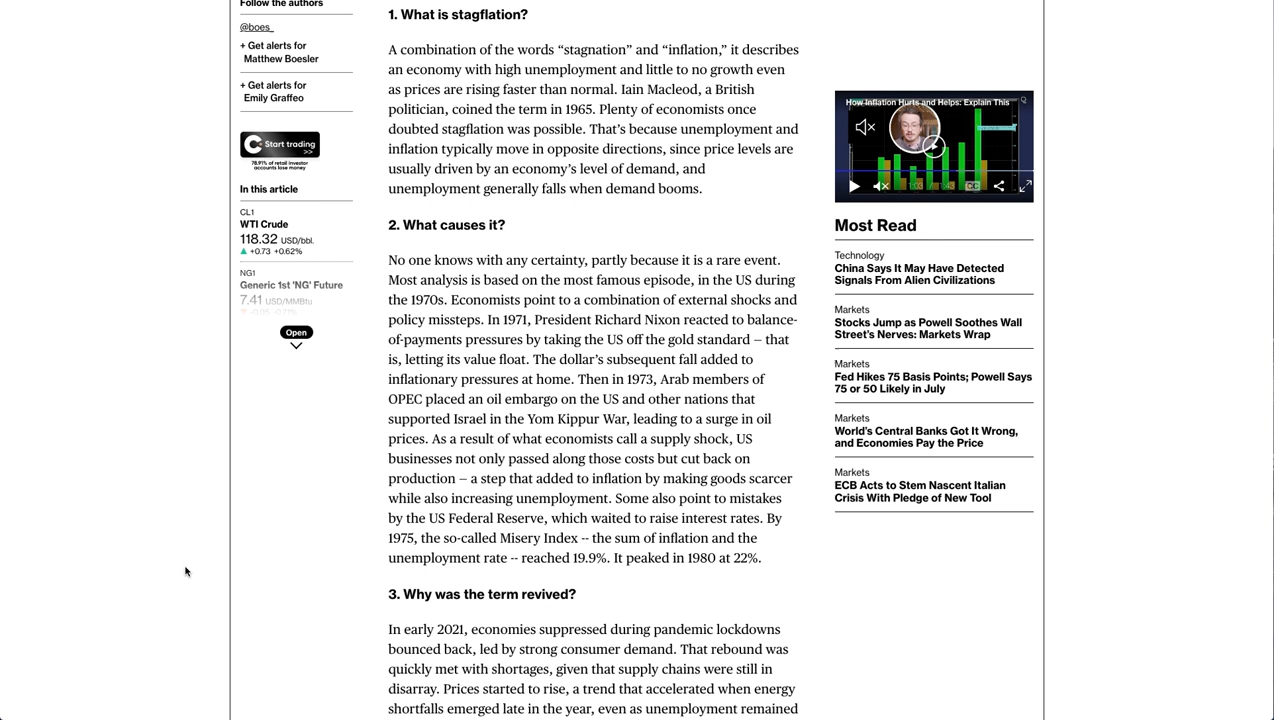 Follow the authors
@boes_
+ Get alerts for
Matthew Boesler
+ Get alerts for
Emily Graffeo
Start trading
>>
78.91% of retail investor
accounts lose money
In this article
CL1
WTI Crude
118.32 USD/bbl.
▲ +0.73 +0.62%
NG1
Generic 1st 'NG' Future
7.41 USD/MMBtu
Open
1. What is stagflation?
A combination of the words “stagnation” and “inflation,” it describes
an economy with high unemployment and little to no growth even
as prices are rising faster than normal. Iain Macleod, a British
politician, coined the term in 1965. Plenty of economists once
doubted stagflation was possible. That’s because unemployment and
inflation typically move in opposite directions, since price levels are
usually driven by an economy’s level of demand, and
unemployment generally falls when demand booms.
2. What causes it?
No one knows with any certainty, partly because it is a rare event.
Most analysis is based on the most famous episode, in the US during
the 1970s. Economists point to a combination of external shocks and
policy missteps. In 1971, President Richard Nixon reacted to balance-
of-payments pressures by taking the US off the gold standard — that
is, letting its value float. The dollar’s subsequent fall added to
inflationary pressures at home. Then in 1973, Arab members of
OPEC placed an oil embargo on the US and other nations that
supported Israel in the Yom Kippur War, leading to a surge in oil
prices. As a result of what economists call a supply shock, US
businesses not only passed along those costs but cut back on
production — a step that added to inflation by making goods scarcer
while also increasing unemployment. Some also point to mistakes
by the US Federal Reserve, which waited to raise interest rates. By
1975, the so-called Misery Index -- the sum of inflation and the
unemployment rate -- reached 19.9%. It peaked in 1980 at 22%.
3. Why was the term revived?
In early 2021, economies suppressed during pandemic lockdowns
bounced back, led by strong consumer demand. That rebound was
quickly met with shortages, given that supply chains were still in
disarray. Prices started to rise, a trend that accelerated when energy
shortfalls emerged late in the year, even as unemployment remained
How Inflation Hurts and Helps: Explain This
CC
Most Read
Technology
China Says It May Have Detected
Signals From Alien Civilizations
Markets
Stocks Jump as Powell Soothes Wall
Street’s Nerves: Markets Wrap
Markets
Fed Hikes 75 Basis Points; Powell Says
75 or 50 Likely in July
Markets
World’s Central Banks Got It Wrong,
and Economies Pay the Price
Markets
ECB Acts to Stem Nascent Italian
Crisis With Pledge of New Tool